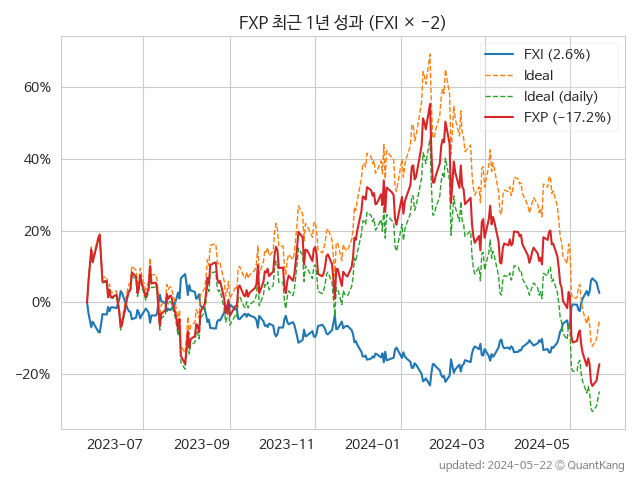 FXP 최근 1년 성과 (FXI × −2)
FXI (2.6%)
Ideal
Ideal (daily)
FXP (−17.2%)
60%
40%
20%
0%
−20%
2023−07 2023−09 2023−11 2024−01 2024−03 2024−05
updated: 2024−05−22 ⓒ QuantKang